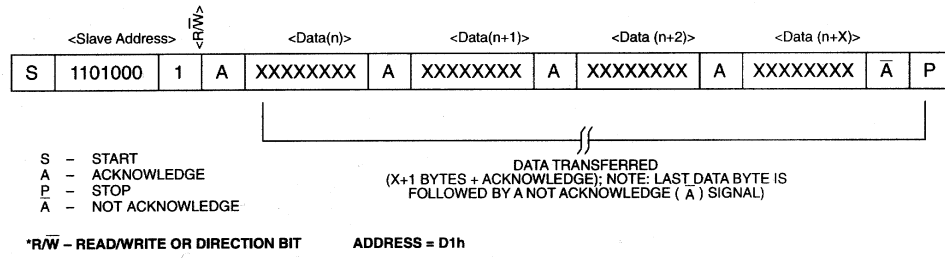 <Slave Address> <R/W̅> <Data(n)> <Data(n+1)> <Data (n+2)> <Data (n+X)>
S 1101000 1 A XXXXXXXX A XXXXXXXX A XXXXXXXX A XXXXXXXX A̅ P
S – START
A – ACKNOWLEDGE
P – STOP
A̅ – NOT ACKNOWLEDGE
DATA TRANSFERRED
(X+1 BYTES + ACKNOWLEDGE); NOTE: LAST DATA BYTE IS
FOLLOWED BY A NOT ACKNOWLEDGE ( A̅ ) SIGNAL)
*R/W̅ – READ/WRITE OR DIRECTION BIT ADDRESS = D1h